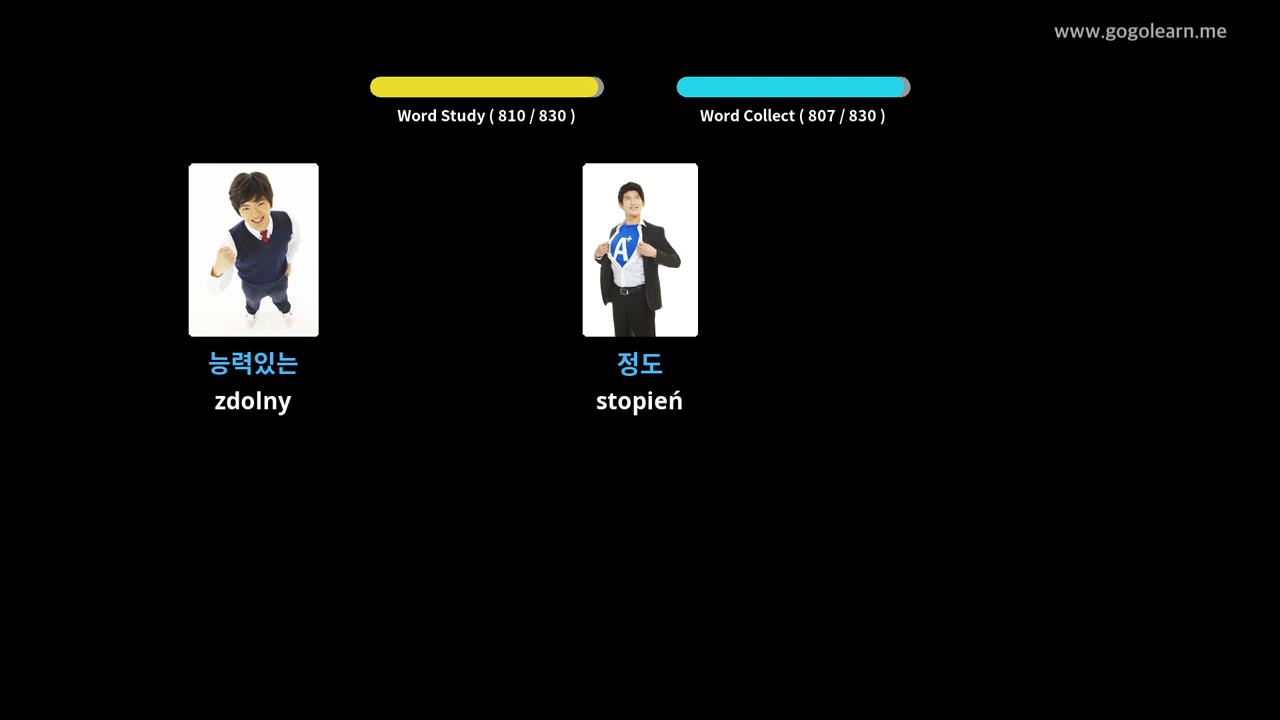 www.gogolearn.me
Word Study ( 810 / 830 )
Word Collect ( 807 / 830 )
A+
능력있는
zdolny
정도
stopień